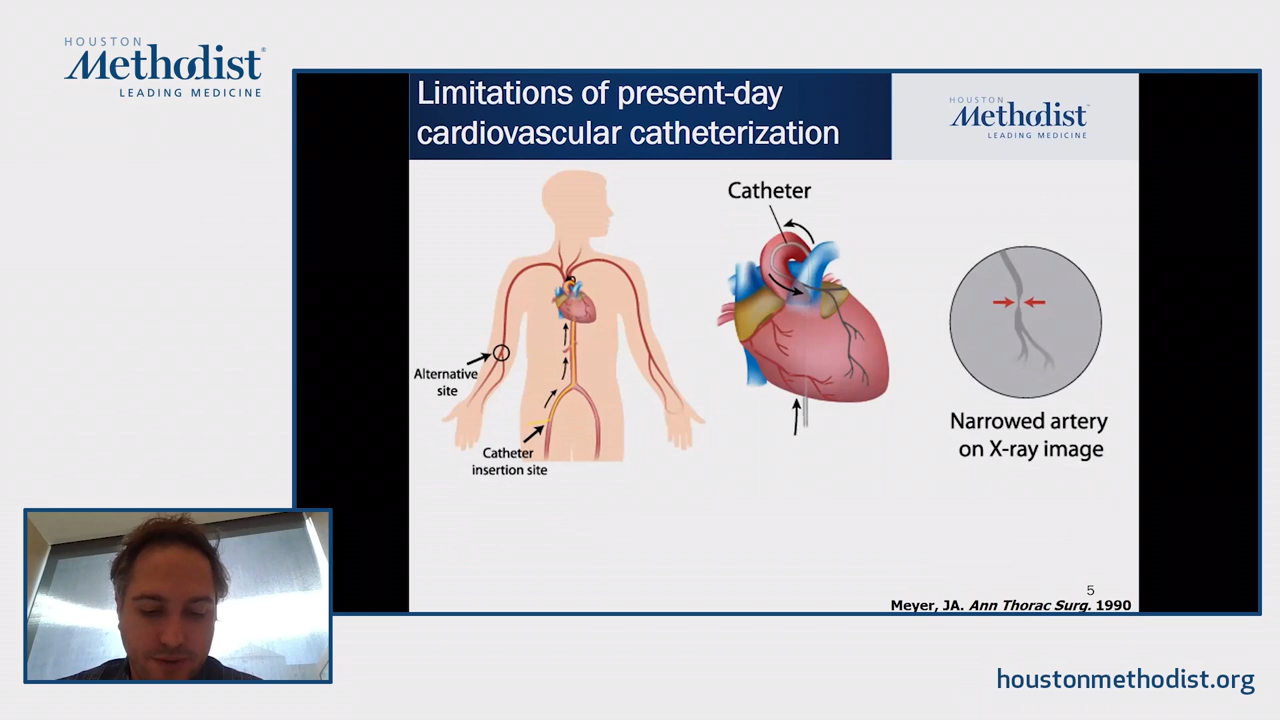 HOUSTON
Methodist®
LEADING MEDICINE
Limitations of present-day
cardiovascular catheterization
HOUSTON
Methodist
LEADING MEDICINE
Catheter
Alternative
site
Catheter
insertion site
Narrowed artery
on X-ray image
5
Meyer, JA. Ann Thorac Surg. 1990
houstonmethodist.org